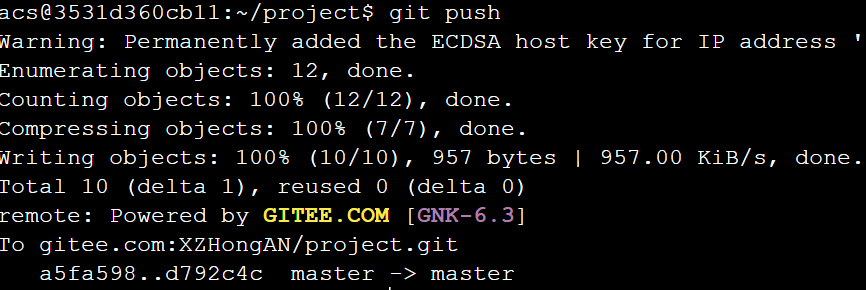 acs@3531d360cb11:~/project$ git push
Warning: Permanently added the ECDSA host key for IP address '
Enumerating objects: 12, done.
Counting objects: 100% (12/12), done.
Compressing objects: 100% (7/7), done.
Writing objects: 100% (10/10), 957 bytes | 957.00 KiB/s, done.
Total 10 (delta 1), reused 0 (delta 0)
remote: Powered by GITEE.COM [GNK-6.3]
To gitee.com:XZHongAN/project.git
   a5fa598..d792c4c  master -> master